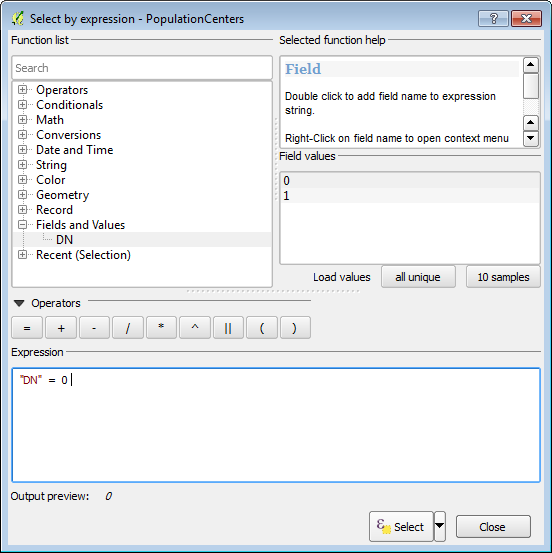 Select by expression - PopulationCenters
Function list
Search
Operators
Conditionals
Math
Conversions
Date and Time
String
Color
Geometry
Record
Fields and Values
DN
Recent (Selection)
Selected function help
Field
Double click to add field name to expression
string.
Right-Click on field name to open context menu
Field values
0
1
Load values all unique 10 samples
Operators
= + - / * ^ || ( )
Expression
"DN" = 0
Output preview: 0
Select Close